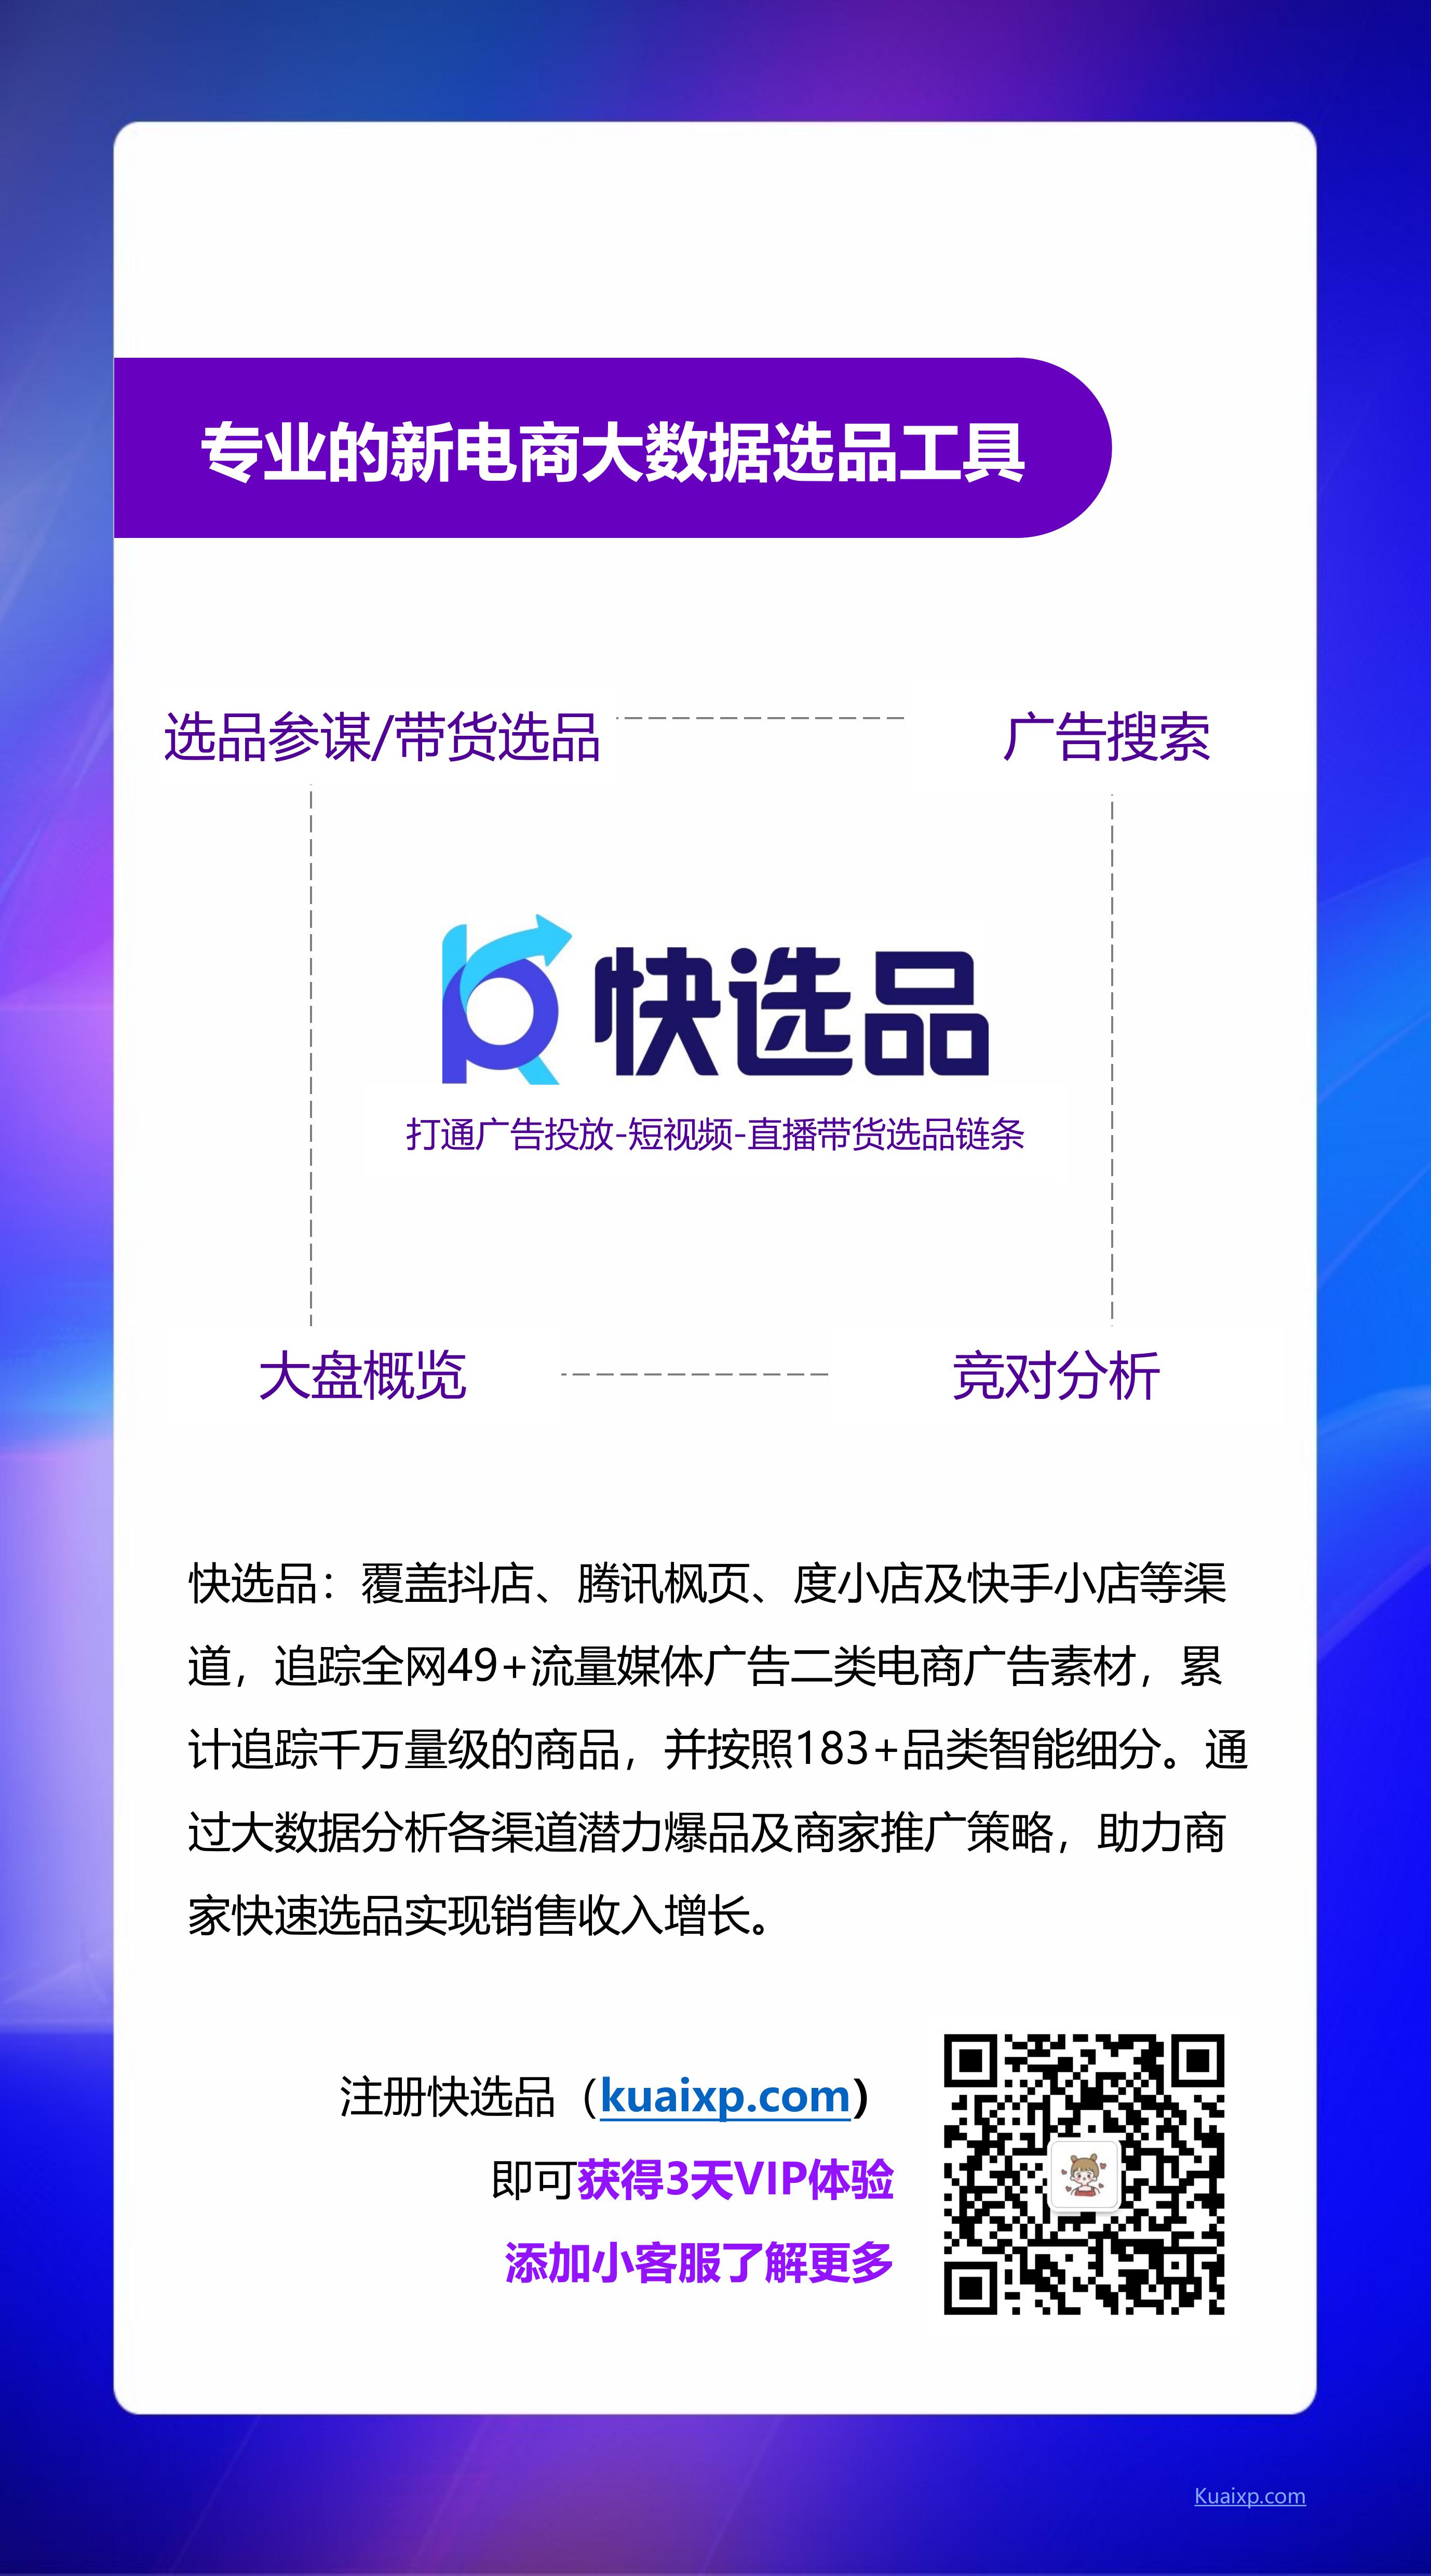 专业的新电商大数据选品工具
选品参谋/带货选品
广告搜索
快选品
打通广告投放-短视频-直播带货选品链条
大盘概览
竞对分析
快选品：覆盖抖店、腾讯枫页、度小店及快手小店等渠
道，追踪全网49+流量媒体广告二类电商广告素材，累
计追踪千万量级的商品，并按照183+品类智能细分。通
过大数据分析各渠道潜力爆品及商家推广策略，助力商
家快速选品实现销售收入增长。
注册快选品（kuaixp.com）
即可获得3天VIP体验
添加小客服了解更多
Kuaixp.com